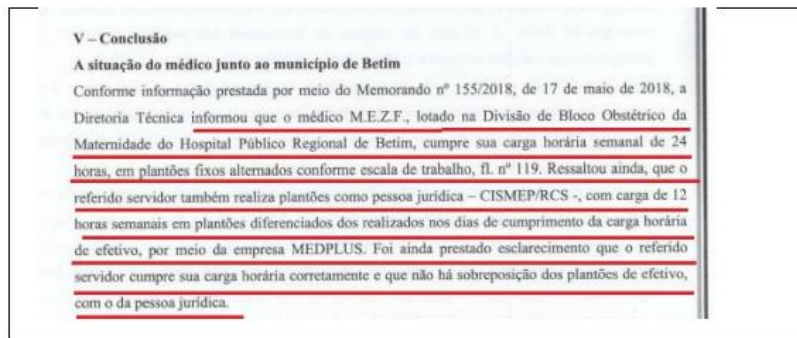 V – Conclusão
A situação do médico junto ao município de Betim
Conforme informação prestada por meio do Memorando nº 155/2018, de 17 de maio de 2018, a
Diretoria Técnica informou que o médico M.E.Z.F., lotado na Divisão de Bloco Obstétrico da
Maternidade do Hospital Público Regional de Betim, cumpre sua carga horária semanal de 24
horas, em plantões fixos alternados conforme escala de trabalho, fl. nº 119. Ressaltou ainda, que o
referido servidor também realiza plantões como pessoa jurídica – CISMEP/RCS -, com carga de 12
horas semanais em plantões diferenciados dos realizados nos dias de cumprimento da carga horária
de efetivo, por meio da empresa MEDPLUS. Foi ainda prestado esclarecimento que o referido
servidor cumpre sua carga horária corretamente e que não há sobreposição dos plantões de efetivo,
com o da pessoa jurídica.